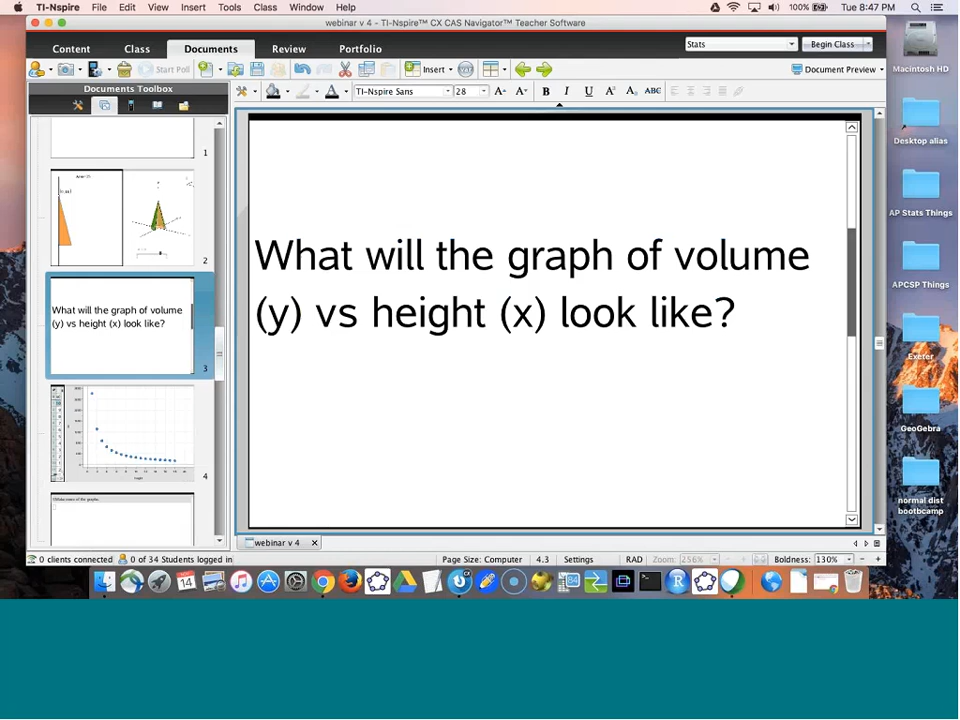 TI-Nspire File Edit View Insert Tools Class Window Help 100% Tue 8:47 PM
webinar v 4 - TI-Nspire™ CX CAS Navigator™ Teacher Software
Content Class Documents Review Portfolio Stats Begin Class
Start Poll Insert Document Preview
Documents Toolbox TI-Nspire Sans 28 B I U ABC
1
2
What will the graph of volume
(y) vs height (x) look like?
3
4
What will the graph of volume
(y) vs height (x) look like?
webinar v 4
0 clients connected 0 of 34 Students logged in Page Size: Computer 4.3 Settings RAD Zoom: 256% Boldness: 130%
Macintosh HD
Desktop alias
AP Stats Things
APCSP Things
Exeter
GeoGebra
normal dist
bootbcamp